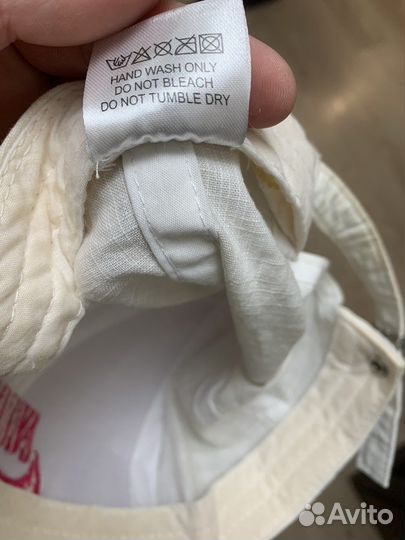 HAND WASH ONLY
DO NOT BLEACH
DO NOT TUMBLE DRY
Avito